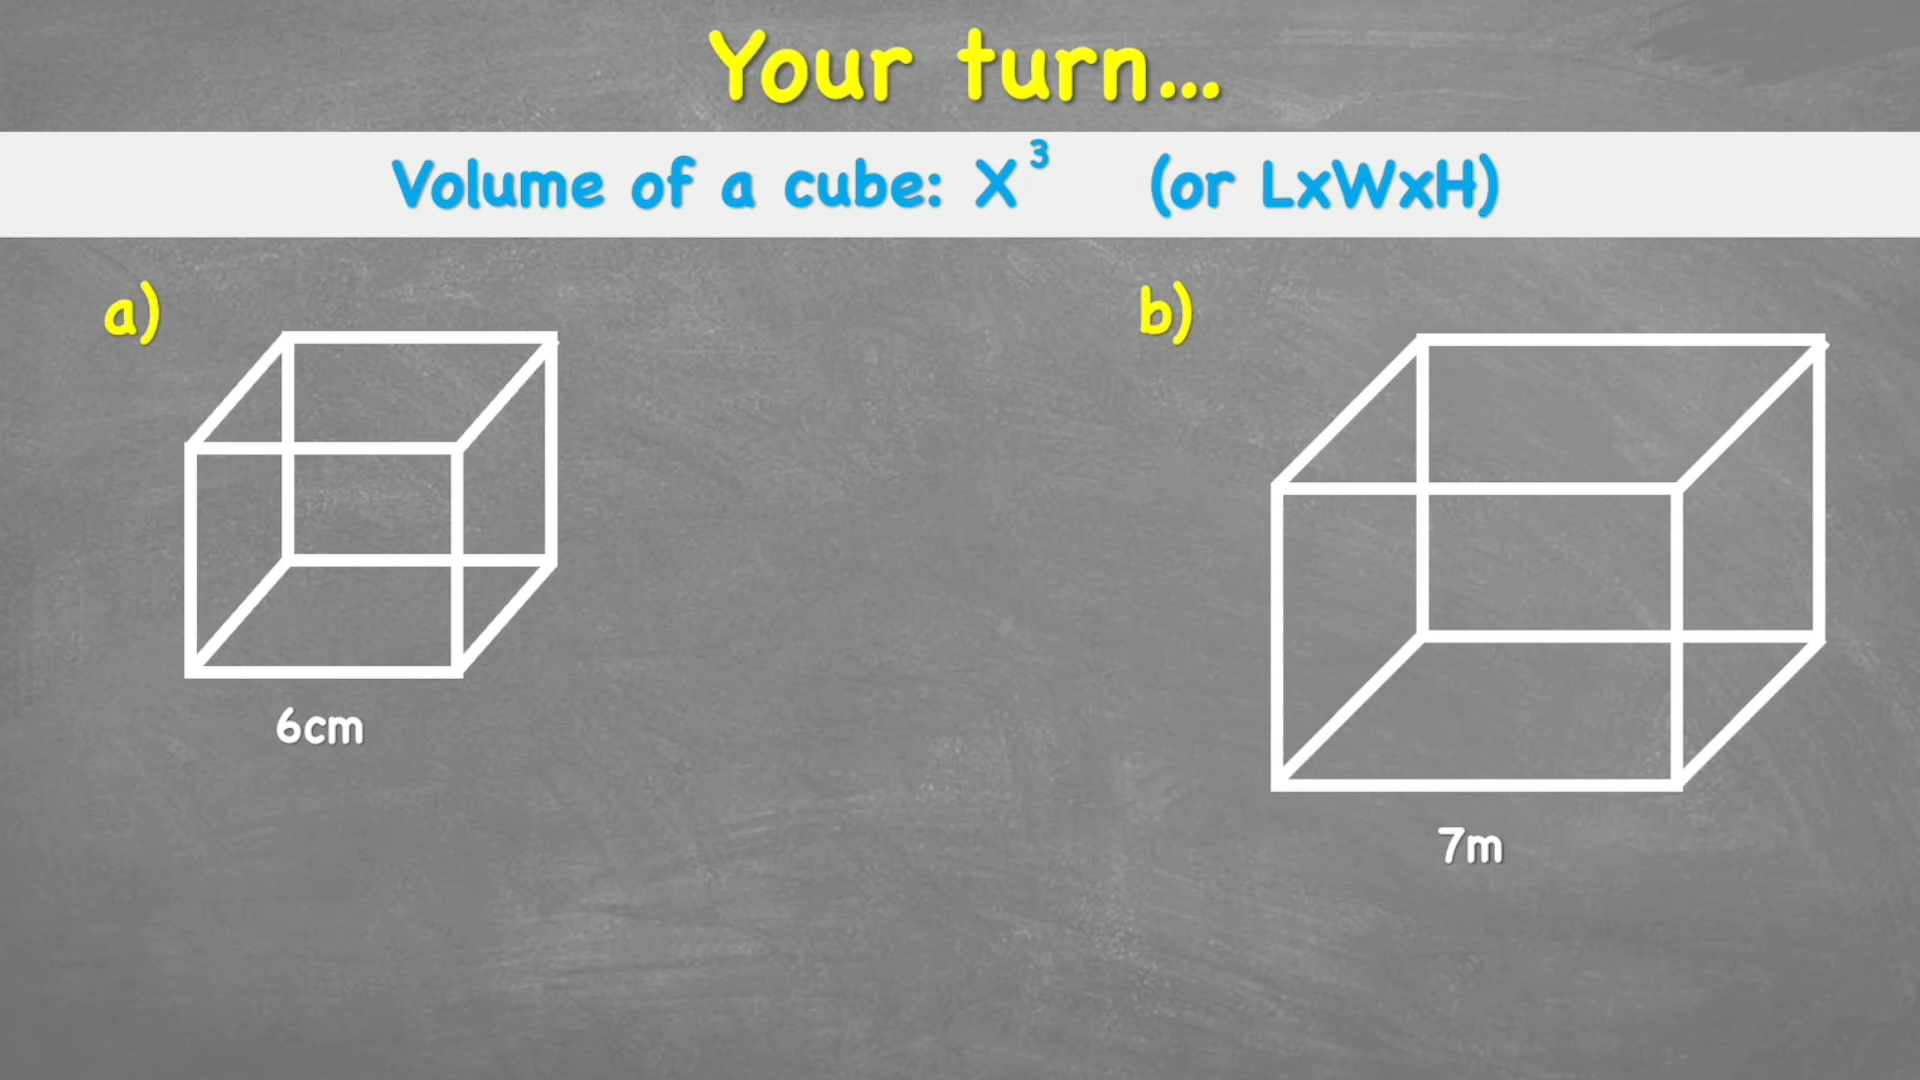 Your turn...
Volume of a cube: X³ (or LxWxH)
a)
b)
6cm
7m